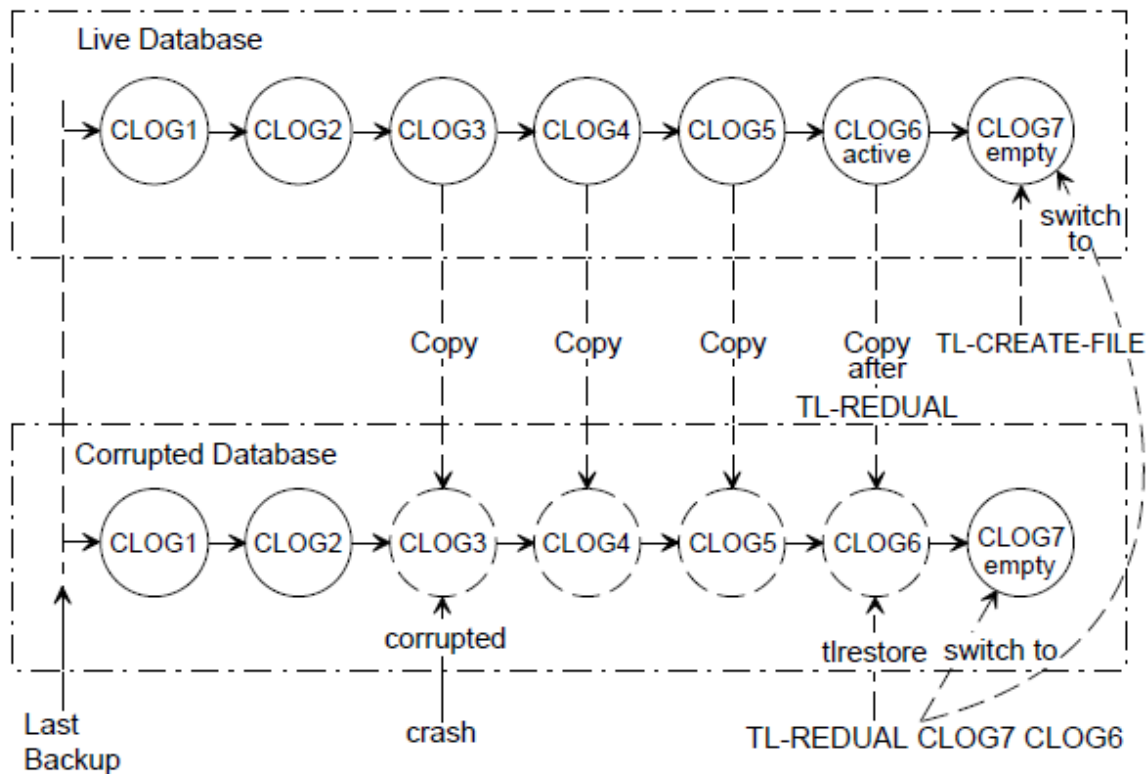 Live Database
CLOG1
CLOG2
CLOG3
CLOG4
CLOG5
CLOG6
active
CLOG7
empty
switch
to
Copy
Copy
Copy
Copy
after
TL-REDUAL
TL-CREATE-FILE
Corrupted Database
CLOG1
CLOG2
CLOG3
CLOG4
CLOG5
CLOG6
CLOG7
empty
corrupted
tlrestore
switch to
Last
Backup
crash
TL-REDUAL CLOG7 CLOG6